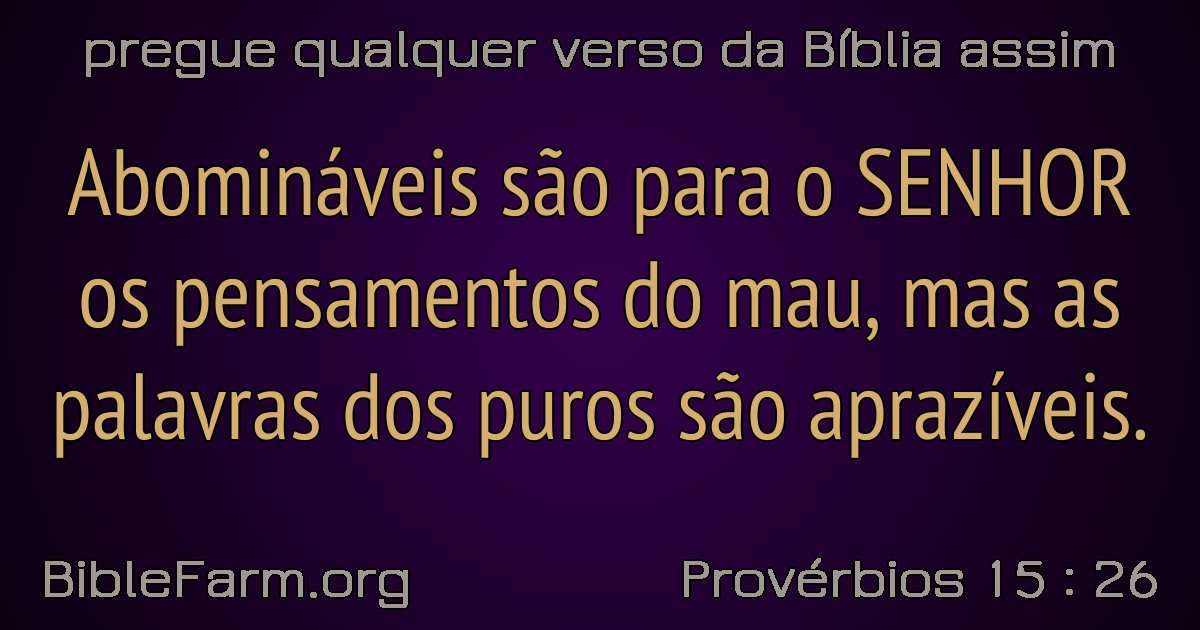 pregue qualquer verso da Bíblia assim
Abomináveis são para o SENHOR
os pensamentos do mau, mas as
palavras dos puros são aprazíveis.
BibleFarm.org
Provérbios 15 : 26